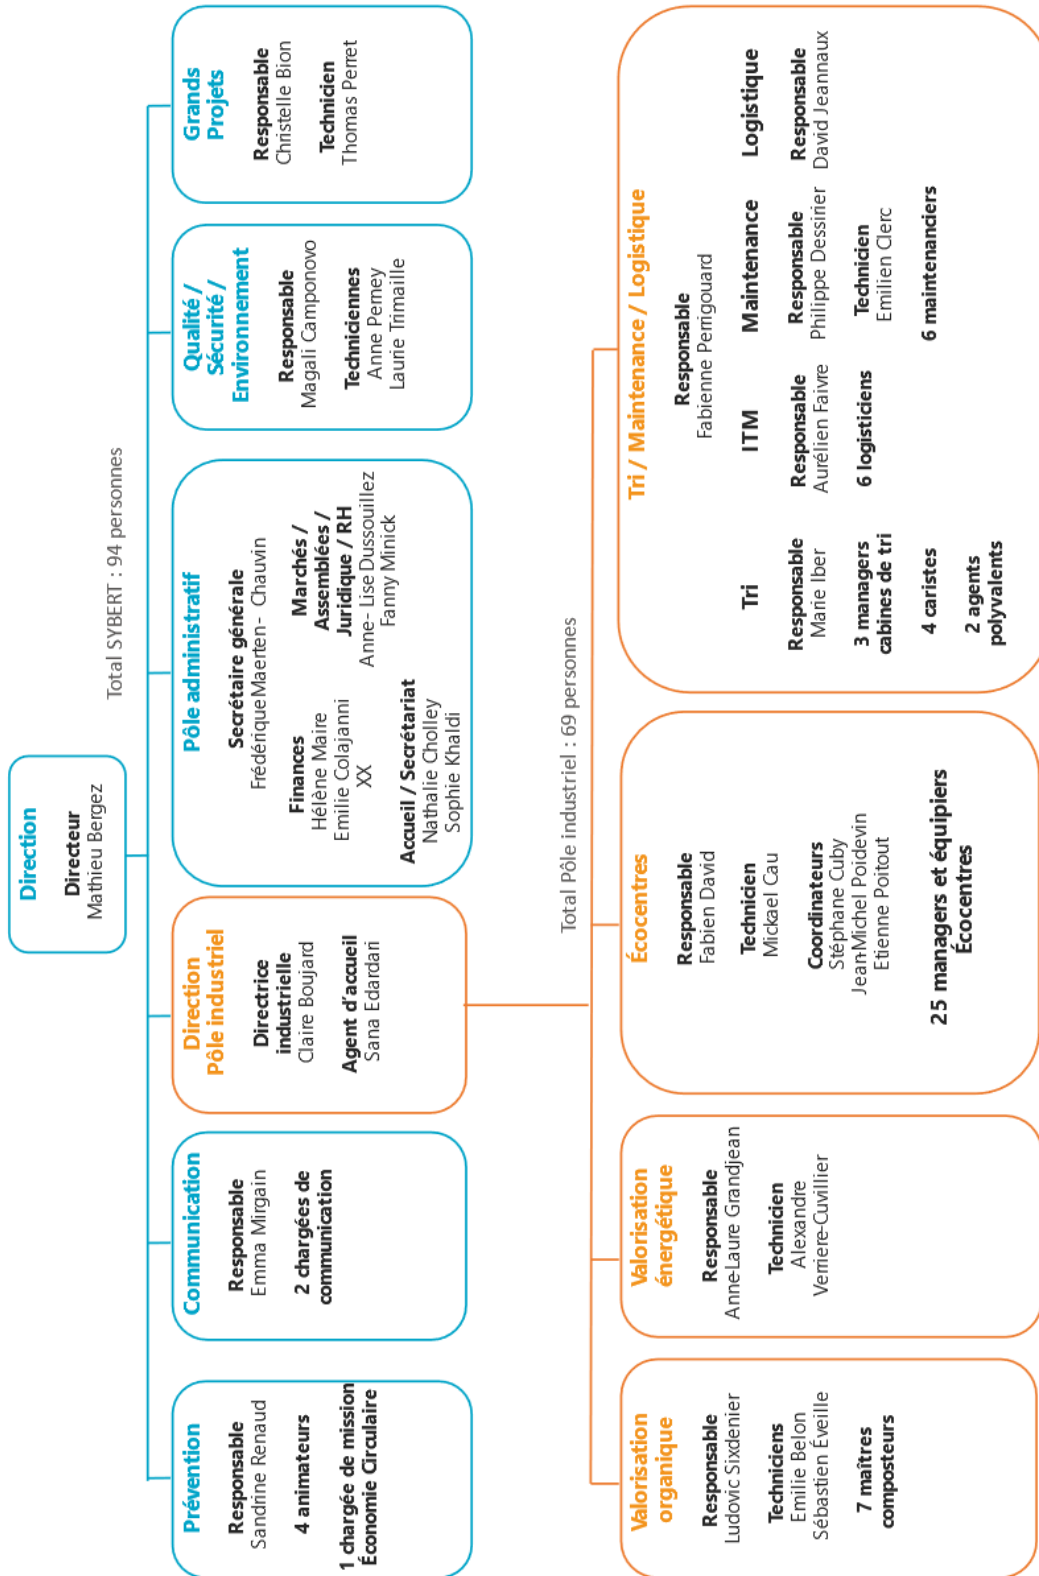 Direction
Directeur
Mathieu Bergez
Total SYBERT : 94 personnes
Prévention
Responsable
Sandrine Renaud
4 animateurs
1 chargée de mission
Économie Circulaire
Communication
Responsable
Emma Mirgain
2 chargées de
communication
Direction
Pôle industriel
Directrice
industrielle
Claire Boujard
Agent d'accueil
Sana Edardari
Pôle administratif
Secrétaire générale
Frédérique Maerten- Chauvin
Finances
Hélène Maire
Emilie Colajanni
XX
Marchés /
Assemblées /
Juridique / RH
Anne- Lise Dussouillez
Fanny Minick
Accueil / Secrétariat
Nathalie Cholley
Sophie Khaldi
Qualité /
Sécurité /
Environnement
Responsable
Magali Camponovo
Techniciennes
Anne Perney
Laurie Trimaille
Grands
Projets
Responsable
Christelle Bion
Technicien
Thomas Perret
Total Pôle industriel : 69 personnes
Valorisation
organique
Responsable
Ludovic Sixdenier
Techniciens
Emilie Belon
Sébastien Eveille
7 maîtres
composteurs
Valorisation
énergétique
Responsable
Anne-Laure Grandjean
Technicien
Alexandre
Verriere-Cuvillier
Écocentres
Responsable
Fabien David
Technicien
Mickael Cau
Coordinateurs
Stéphane Cuby
Jean-Michel Poidevin
Etienne Poitout
25 managers et équipiers
Écocentres
Tri / Maintenance / Logistique
Responsable
Fabienne Perrigouard
Tri
Responsable
Marie Iber
3 managers
cabines de tri
4 caristes
2 agents
polyvalents
ITM
Responsable
Aurélien Faivre
6 logisticiens
Maintenance
Responsable
Philippe Dessirier
Technicien
Emilien Clerc
6 maintenanciers
Logistique
Responsable
David Jeannaux